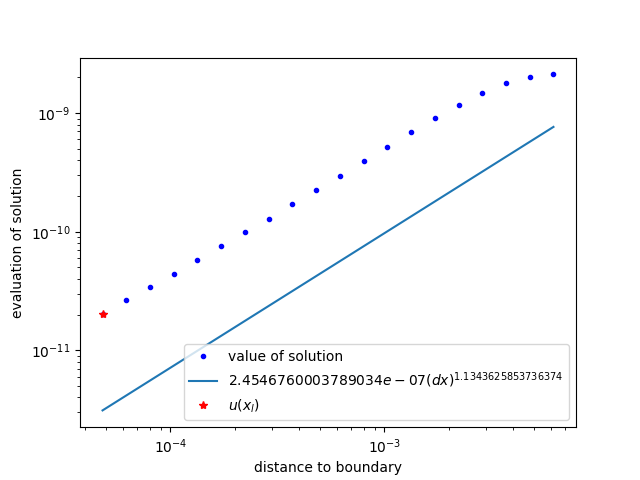 evaluation of solution
10⁻⁹
10⁻¹⁰
10⁻¹¹
value of solution
2.4546760003789034e − 07(dx)^1.1343625853736374
u(x_l)
10⁻⁴
10⁻³
distance to boundary